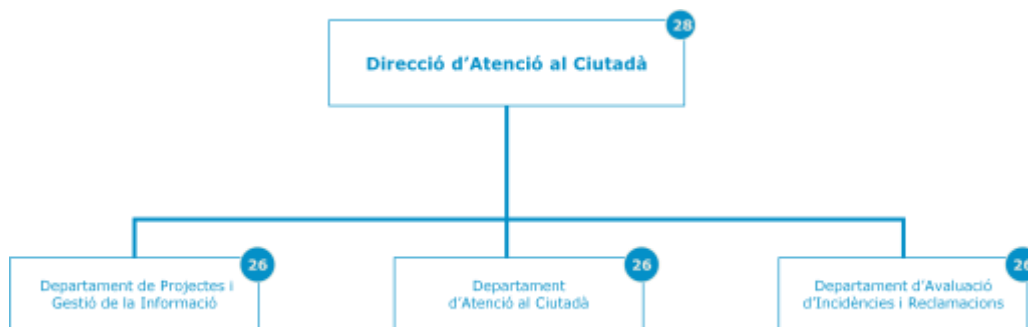 28
Direcció d'Atenció al Ciutadà
26
Departament de Projectes i
Gestió de la Informació
26
Departament
d'Atenció al Ciutadà
26
Departament d'Avaluació
d'Incidències i Reclamacions